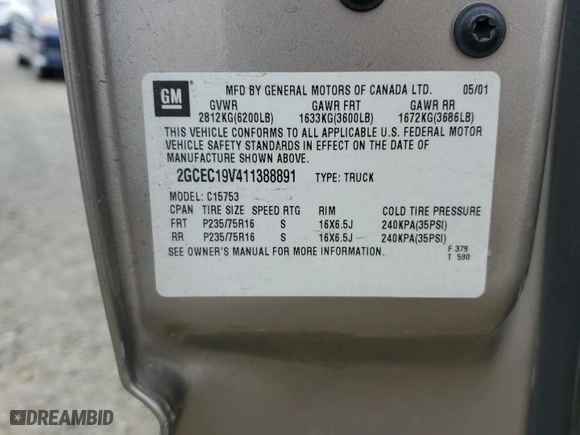 GM
MFD BY GENERAL MOTORS OF CANADA LTD. 05/01
GVWR GAWR FRT GAWR RR
2812KG(6200LB) 1633KG(3600LB) 1672KG(3686LB)
THIS VEHICLE CONFORMS TO ALL APPLICABLE U.S. FEDERAL MOTOR
VEHICLE SAFETY STANDARDS IN EFFECT ON THE DATE OF
MANUFACTURE SHOWN ABOVE.
2GCEC19V411388891 TYPE: TRUCK
MODEL: C15753
CPAN TIRE SIZE SPEED RTG RIM COLD TIRE PRESSURE
FRT P235/75R16 S 16X6.5J 240KPA(35PSI)
RR P235/75R16 S 16X6.5J 240KPA(35PSI)
SEE OWNER'S MANUAL FOR MORE INFORMATION.
F 379
T 590
DREAMBID